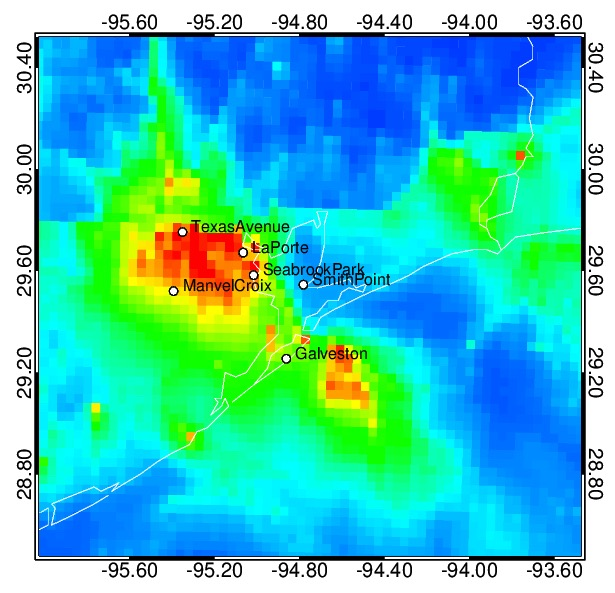 -95.60 -95.20 -94.80 -94.40 -94.00 -93.60
30.40 30.40
30.00 30.00
TexasAvenue
LaPorte
29.60 SeabrookPark 29.60
SmithPoint
ManvelCroix
Galveston
29.20 29.20
28.80 28.80
-95.60 -95.20 -94.80 -94.40 -94.00 -93.60